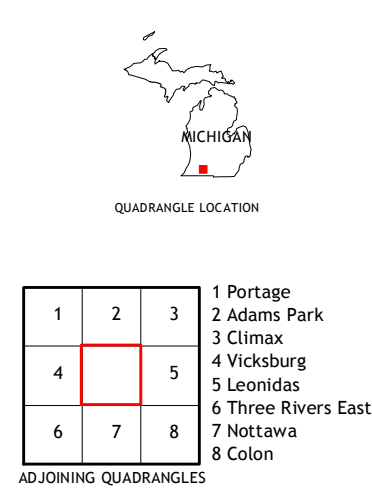 MICHIGAN
QUADRANGLE LOCATION
1 2 3
4 5
6 7 8
1 Portage
2 Adams Park
3 Climax
4 Vicksburg
5 Leonidas
6 Three Rivers East
7 Nottawa
8 Colon
ADJOINING QUADRANGLES